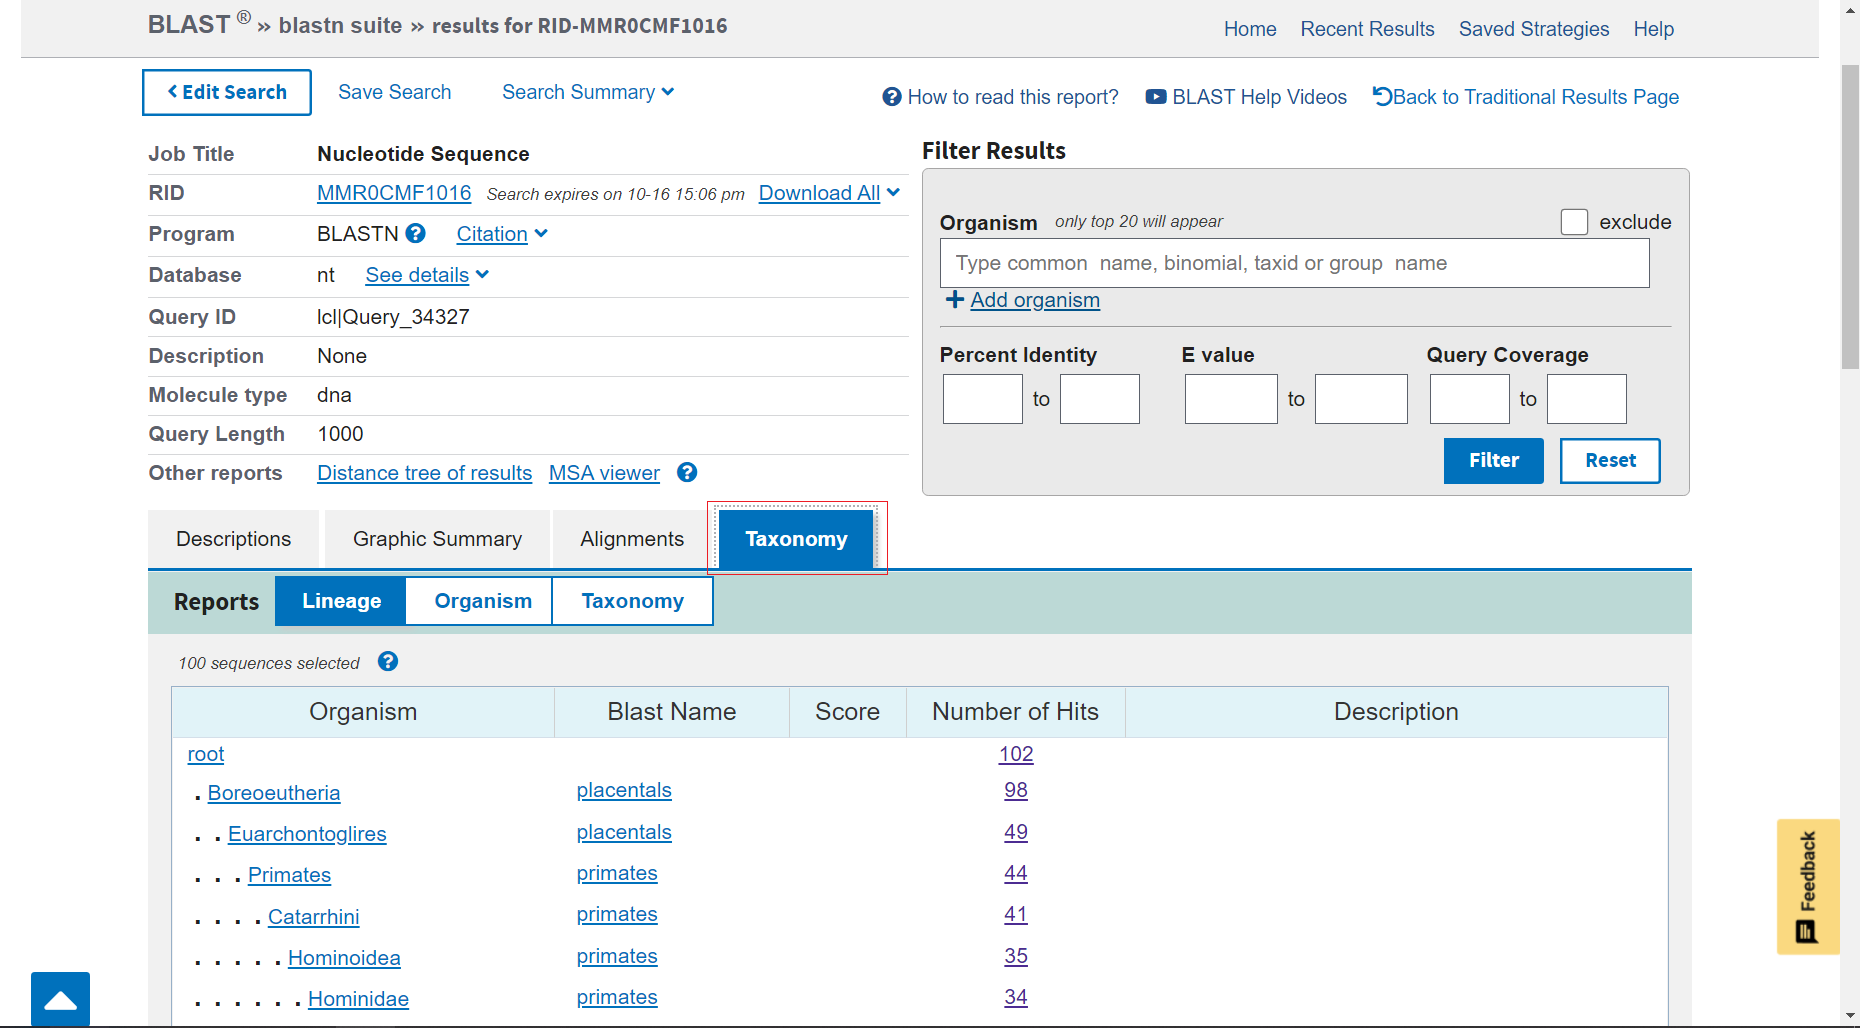 BLAST ® » blastn suite » results for RID-MMR0CMF1016
Home Recent Results Saved Strategies Help
Edit Search Save Search Search Summary
How to read this report? BLAST Help Videos Back to Traditional Results Page
Job Title Nucleotide Sequence
RID MMR0CMF1016 Search expires on 10-16 15:06 pm Download All
Program BLASTN Citation
Database nt See details
Query ID lcl|Query_34327
Description None
Molecule type dna
Query Length 1000
Other reports Distance tree of results MSA viewer
Filter Results
Organism only top 20 will appear exclude
Type common name, binomial, taxid or group name
Add organism
Percent Identity E value Query Coverage
to to to
Filter Reset
Descriptions Graphic Summary Alignments Taxonomy
Reports Lineage Organism Taxonomy
100 sequences selected
Organism Blast Name Score Number of Hits Description
root 102
. Boreoeutheria placentals 98
. . Euarchontoglires placentals 49
. . . Primates primates 44
. . . . Catarrhini primates 41
. . . . . Hominoidea primates 35
. . . . . . Hominidae primates 34
Feedback